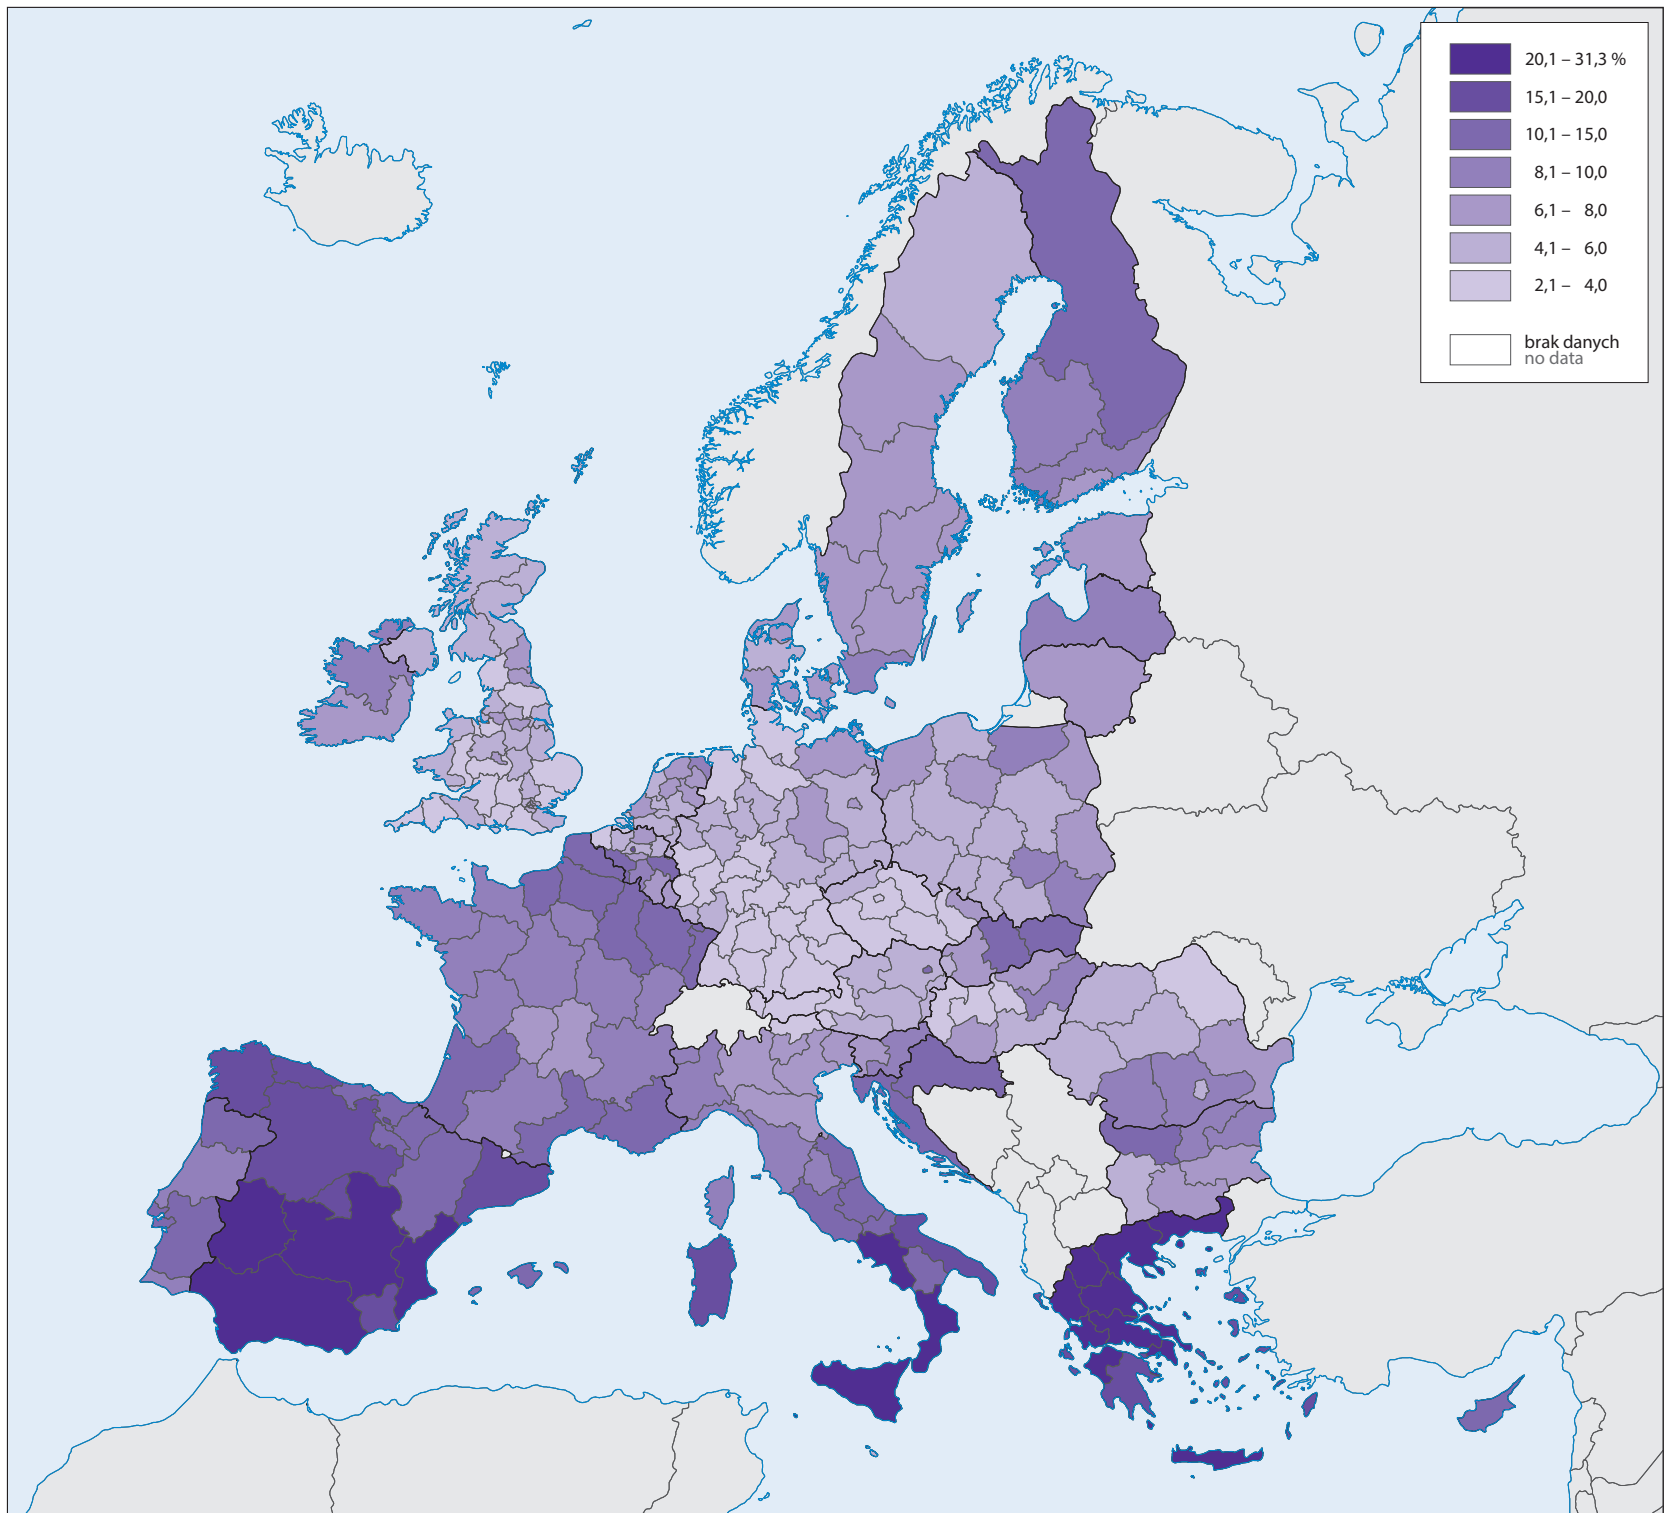 20,1 – 31,3 %
15,1 – 20,0
10,1 – 15,0
8,1 – 10,0
6,1 – 8,0
4,1 – 6,0
2,1 – 4,0
brak danych
no data